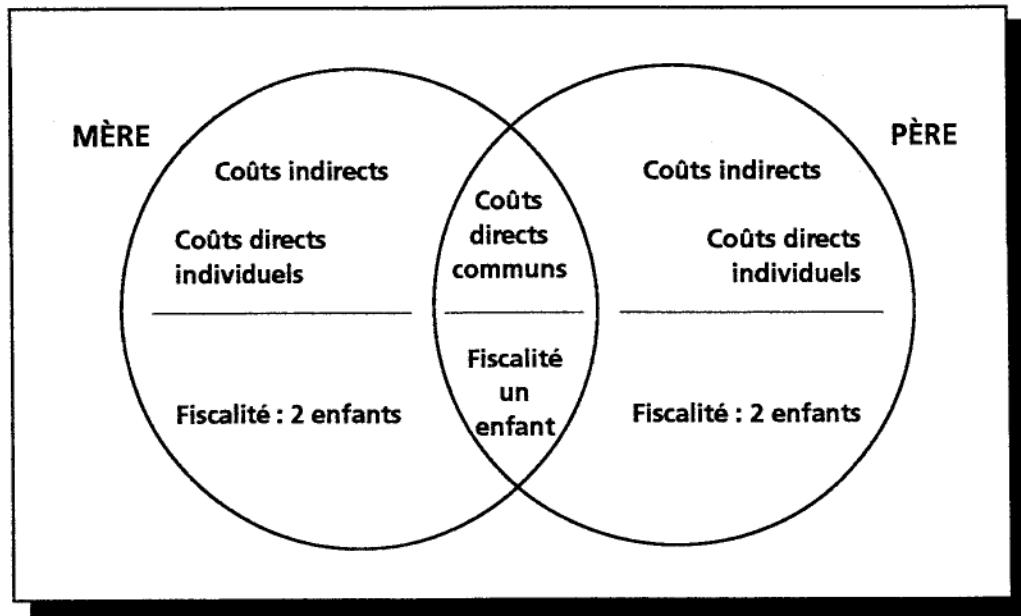 MÈRE
PÈRE
Coûts indirects
Coûts directs
individuels
Fiscalité : 2 enfants
Coûts
directs
communs
Fiscalité
un
enfant
Coûts indirects
Coûts directs
individuels
Fiscalité : 2 enfants